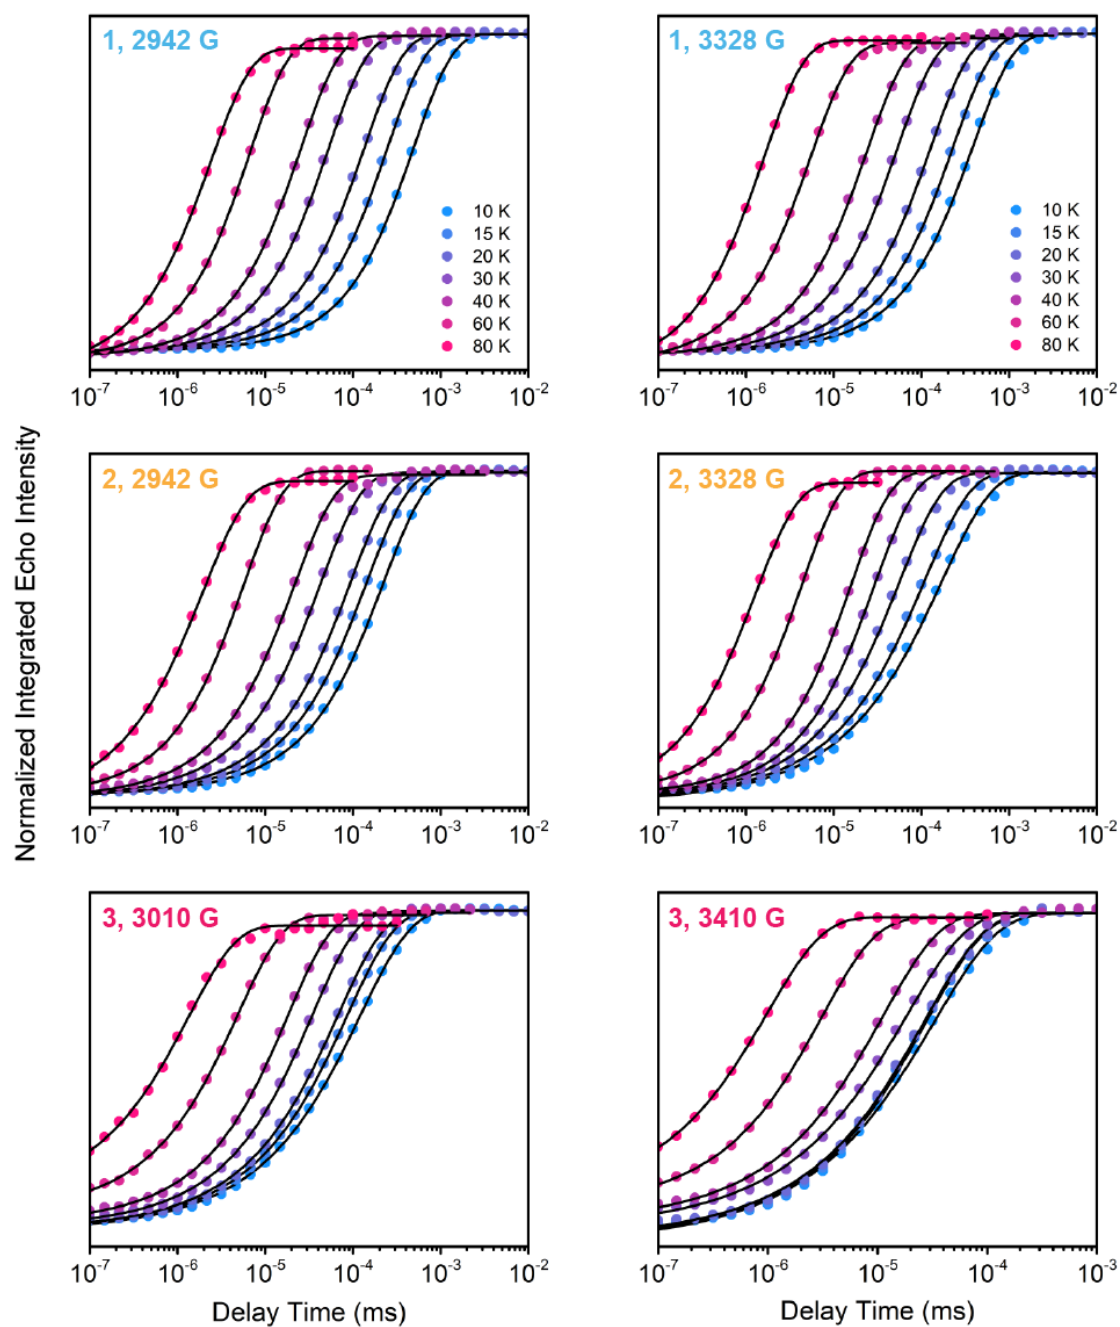 Normalized Integrated Echo Intensity
1, 2942 G
10 K
15 K
20 K
30 K
40 K
60 K
80 K
10⁻⁷ 10⁻⁶ 10⁻⁵ 10⁻⁴ 10⁻³ 10⁻²
1, 3328 G
10 K
15 K
20 K
30 K
40 K
60 K
80 K
10⁻⁷ 10⁻⁶ 10⁻⁵ 10⁻⁴ 10⁻³ 10⁻²
2, 2942 G
10⁻⁷ 10⁻⁶ 10⁻⁵ 10⁻⁴ 10⁻³ 10⁻²
2, 3328 G
10⁻⁷ 10⁻⁶ 10⁻⁵ 10⁻⁴ 10⁻³ 10⁻²
3, 3010 G
10⁻⁷ 10⁻⁶ 10⁻⁵ 10⁻⁴ 10⁻³ 10⁻²
Delay Time (ms)
3, 3410 G
10⁻⁷ 10⁻⁶ 10⁻⁵ 10⁻⁴ 10⁻³
Delay Time (ms)